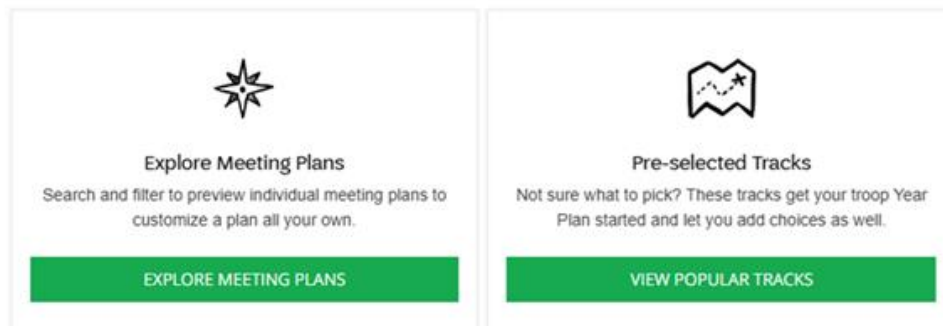 Explore Meeting Plans
Search and filter to preview individual meeting plans to
customize a plan all your own.
EXPLORE MEETING PLANS
Pre-selected Tracks
Not sure what to pick? These tracks get your troop Year
Plan started and let you add choices as well.
VIEW POPULAR TRACKS